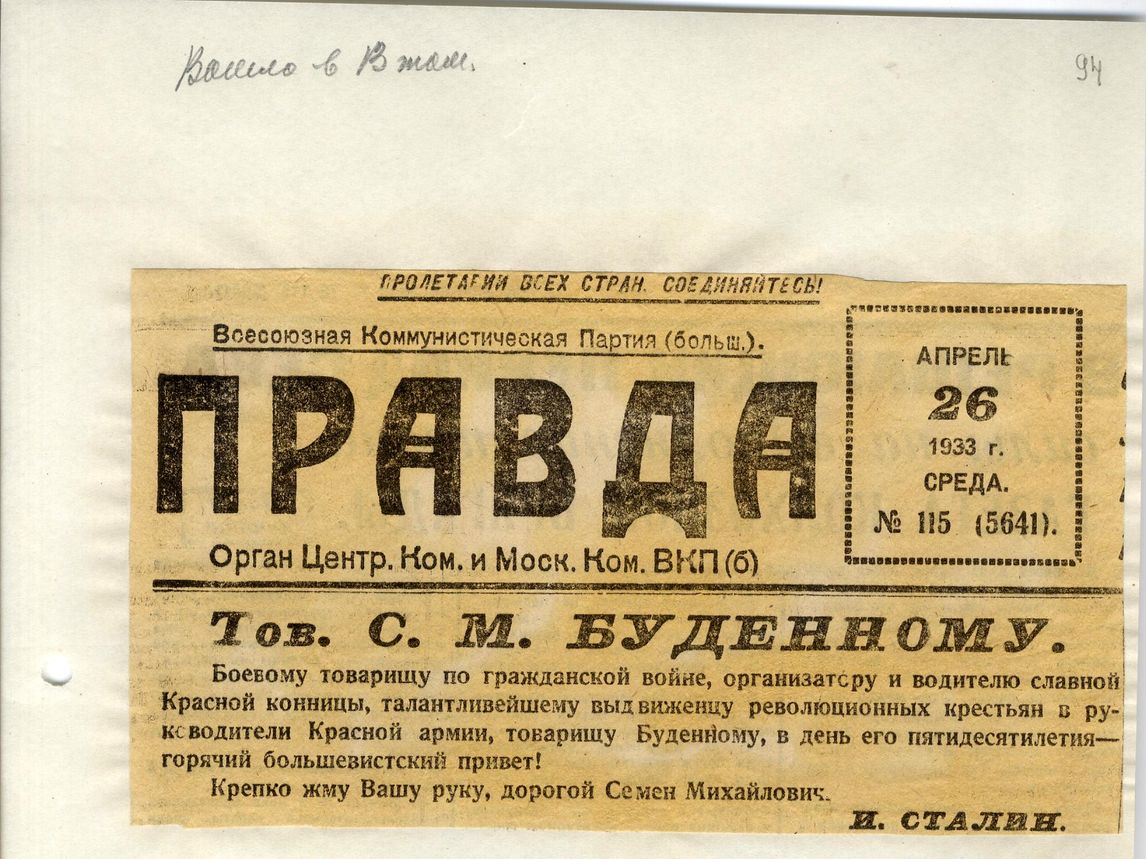 Вошло в В том.
94
ПРОЛЕТАРИИ ВСЕХ СТРАН, СОЕДИНЯЙТЕСЬ!
Всесоюзная Коммунистическая Партия (больш.).
ПРАВДА
Орган Центр. Ком. и Моск. Ком. ВКП(б)
АПРЕЛЬ
26
1933 г.
СРЕДА.
№ 115 (5641).
Тов. С. М. БУДЕННОМУ.
Боевому товарищу по гражданской войне, организатору и водителю славной
Красной конницы, талантливейшему выдвиженцу революционных крестьян в ру-
ководители Красной армии, товарищу Буденному, в день его пятидесятилетия—
горячий большевистский привет!
Крепко жму Вашу руку, дорогой Семен Михайлович.
И. СТАЛИН.